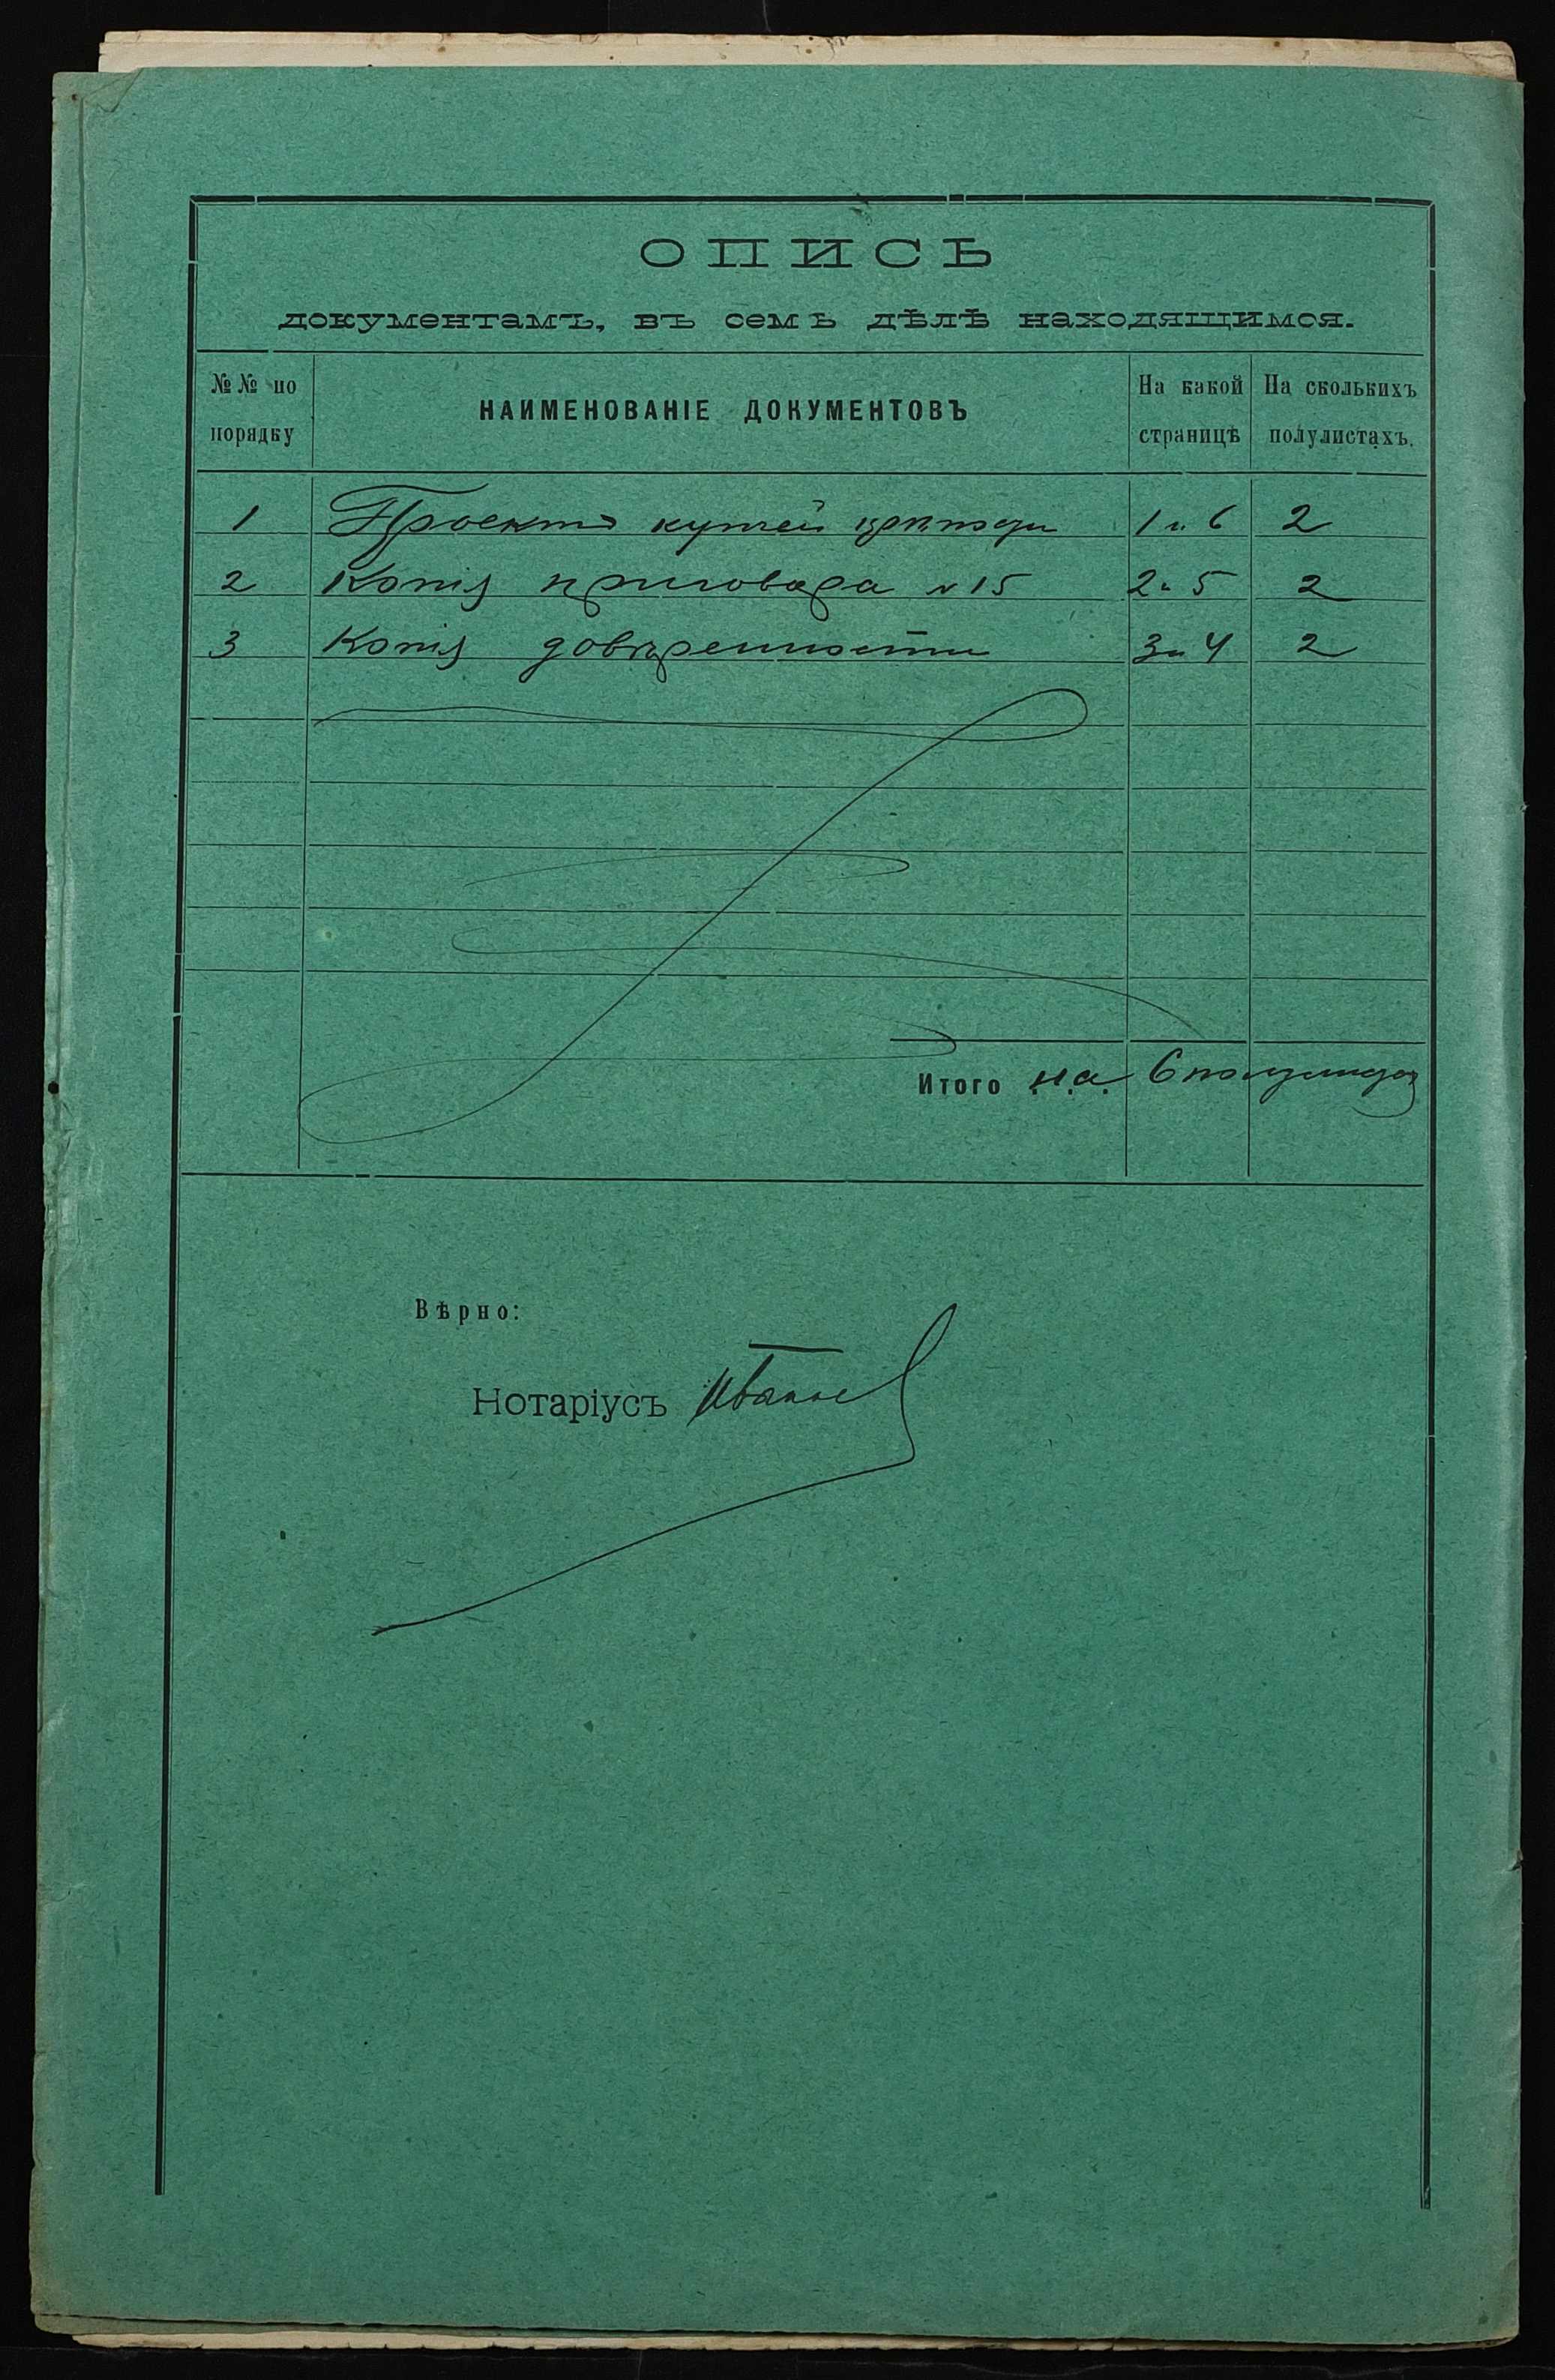 ОПИСЬ
документамъ, въ семъ дѣлѣ находящимся.
№№ по порядку
НАИМЕНОВАНІЕ ДОКУМЕНТОВЪ
На какой страницѣ
На сколькихъ полулистахъ.
1 Проектъ купчей крѣпости 1 и 6 2
2 Копія приговора № 15 2 и 5 2
3 Копія довѣренности 3 и 4 2
Итого на 6 полулистах
Вѣрно:
Нотаріусъ Иванов